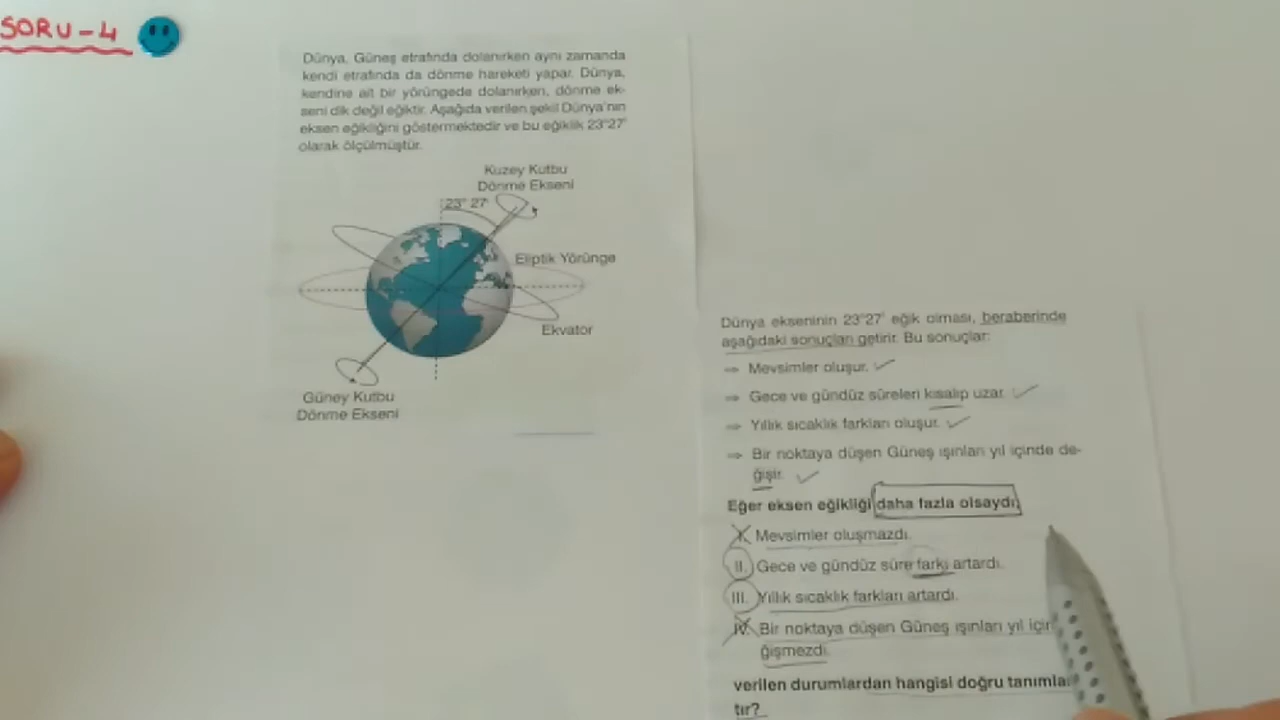 SORU-4
Dünya, Güneş etrafında dolanırken aynı zamanda
kendi etrafında da dönme hareketi yapar. Dünya,
kendine ait bir yörüngede dolanırken, dönme ek-
seni dik değil eğiktir. Aşağıda verilen şekil Dünya'nın
eksen eğikliğini göstermektedir ve bu eğiklik 23°27'
olarak ölçülmüştür.
Kuzey Kutbu
Dönme Ekseni
23° 27'
Eliptik Yörünge
Ekvator
Güney Kutbu
Dönme Ekseni
Dünya ekseninin 23°27' eğik olması, beraberinde
aşağıdaki sonuçları getirir. Bu sonuçlar:
⇒ Mevsimler oluşur.
⇒ Gece ve gündüz süreleri kısalıp uzar.
⇒ Yıllık sıcaklık farkları oluşur.
⇒ Bir noktaya düşen Güneş ışınları yıl içinde de-
ğişir.
Eğer eksen eğikliği daha fazla olsaydı;
I. Mevsimler oluşmazdı.
II. Gece ve gündüz süre farkı artardı.
III. Yıllık sıcaklık farkları artardı.
IV. Bir noktaya düşen Güneş ışınları yıl için
ğişmezdi.
verilen durumlardan hangisi doğru tanımla
tır?